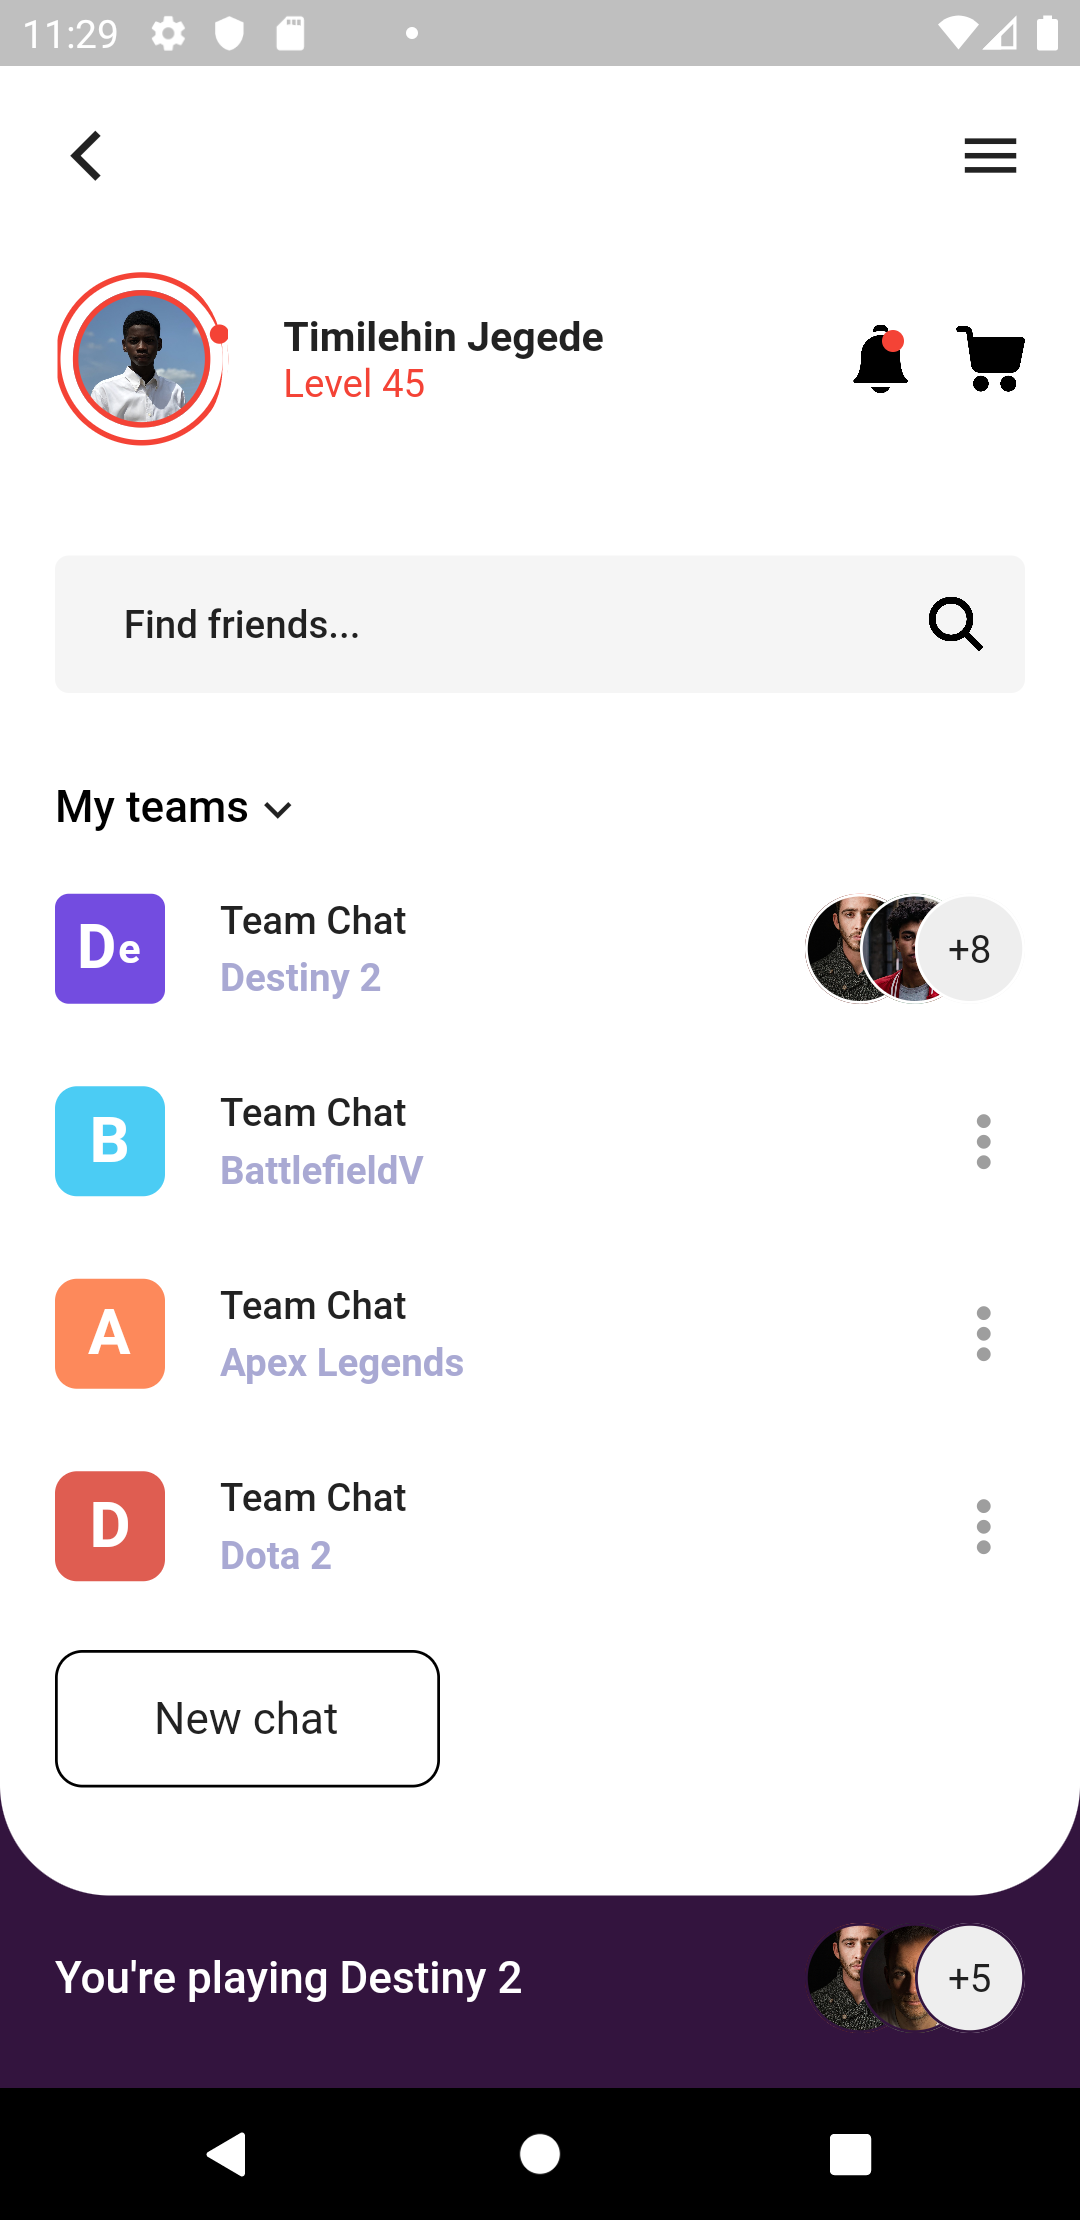 11:29
Timilehin Jegede
Level 45
Find friends...
My teams
De
Team Chat
Destiny 2
+8
B
Team Chat
BattlefieldV
A
Team Chat
Apex Legends
D
Team Chat
Dota 2
New chat
You're playing Destiny 2
+5